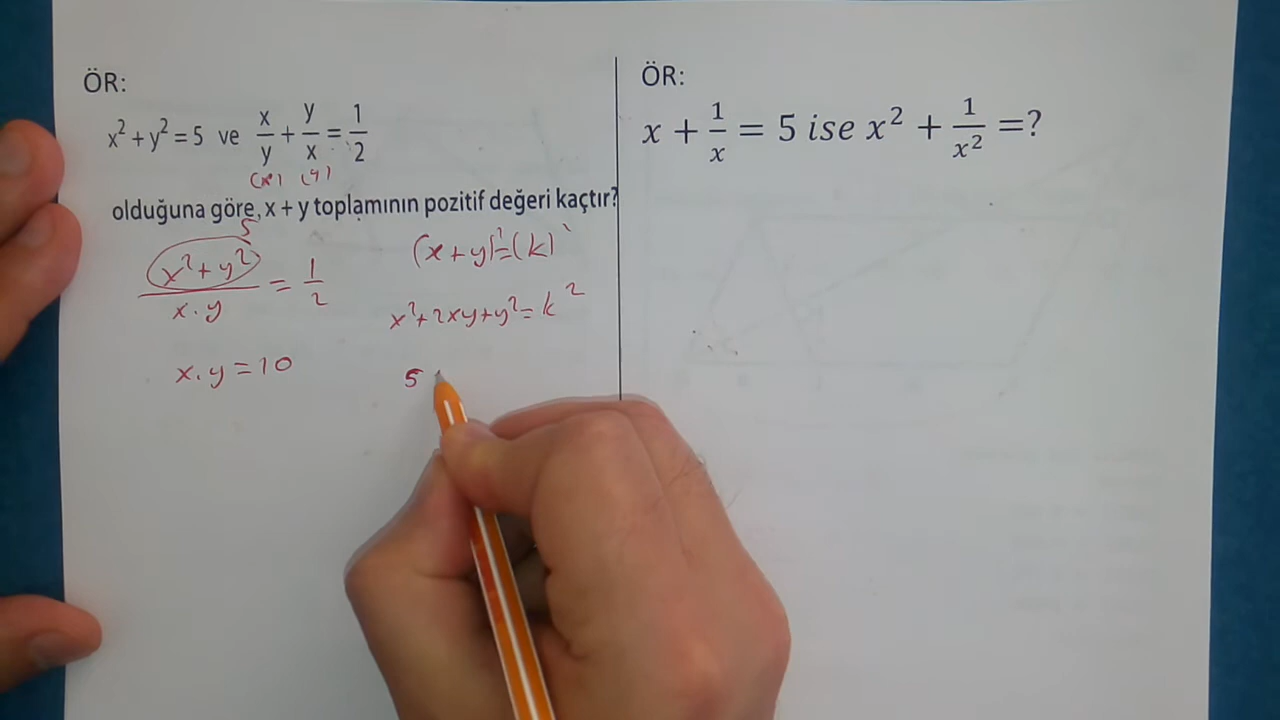 ÖR:
x² + y² = 5 ve x/y + y/x = 1/2
(x) (y)
olduğuna göre, x + y toplamının pozitif değeri kaçtır?
5
x² + y² / x . y = 1/2
x . y = 10
(x + y)² = (k)²
x² + 2xy + y² = k²
5
ÖR:
x + 1/x = 5 ise x² + 1/x² =?